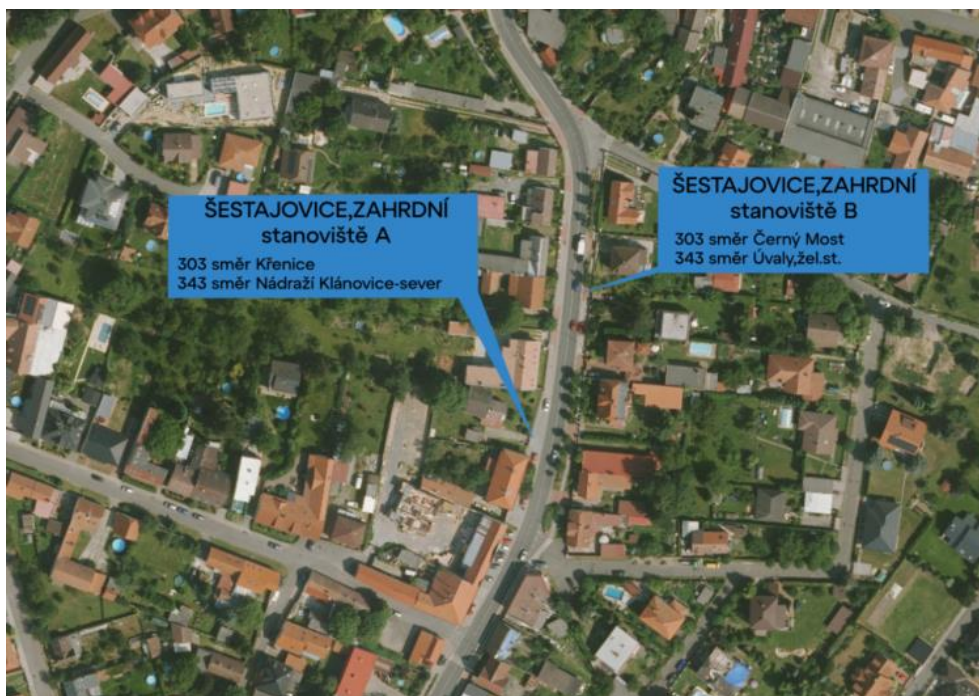 ŠESTAJOVICE,ZAHRDNÍ
stanoviště A
303 směr Křenice
343 směr Nádraží Klánovice-sever
ŠESTAJOVICE,ZAHRDNÍ
stanoviště B
303 směr Černý Most
343 směr Úvaly,žel.st.